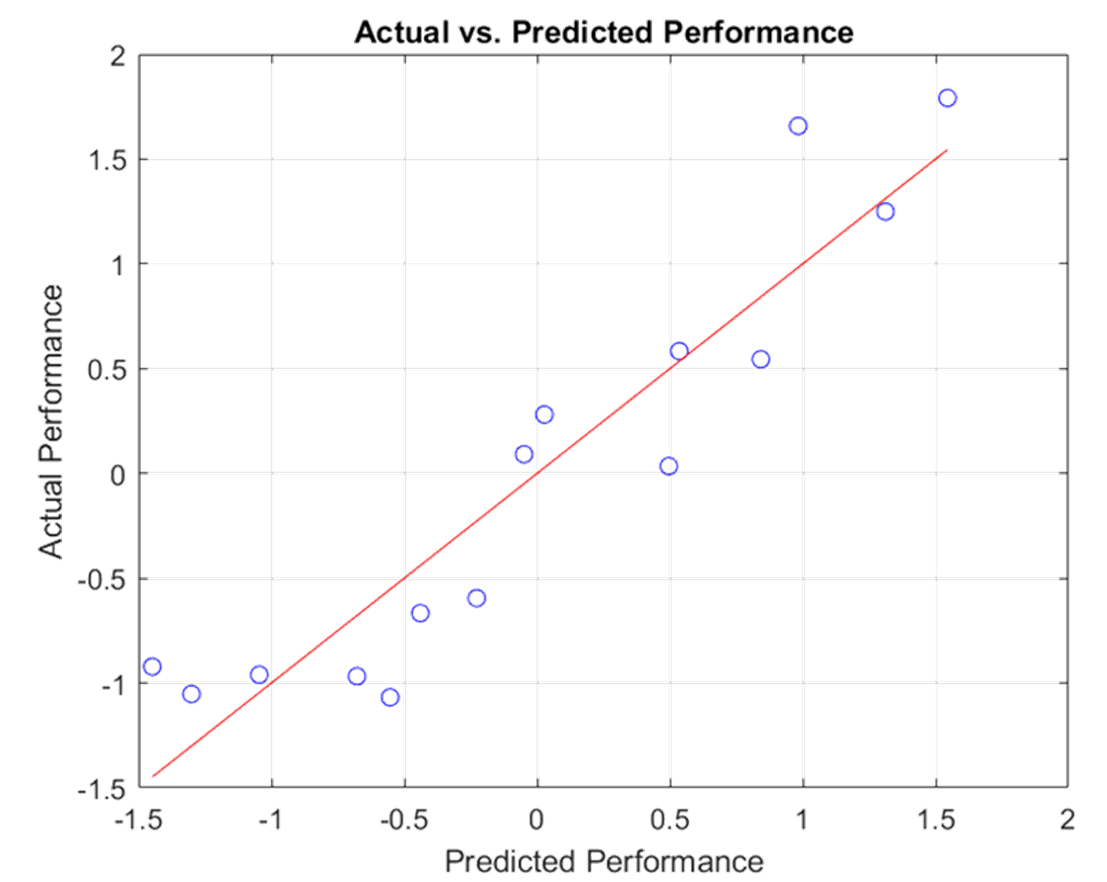 Actual vs. Predicted Performance
2
1.5
1
0.5
0
-0.5
-1
-1.5
Actual Performance
-1.5 -1 -0.5 0 0.5 1 1.5 2
Predicted Performance